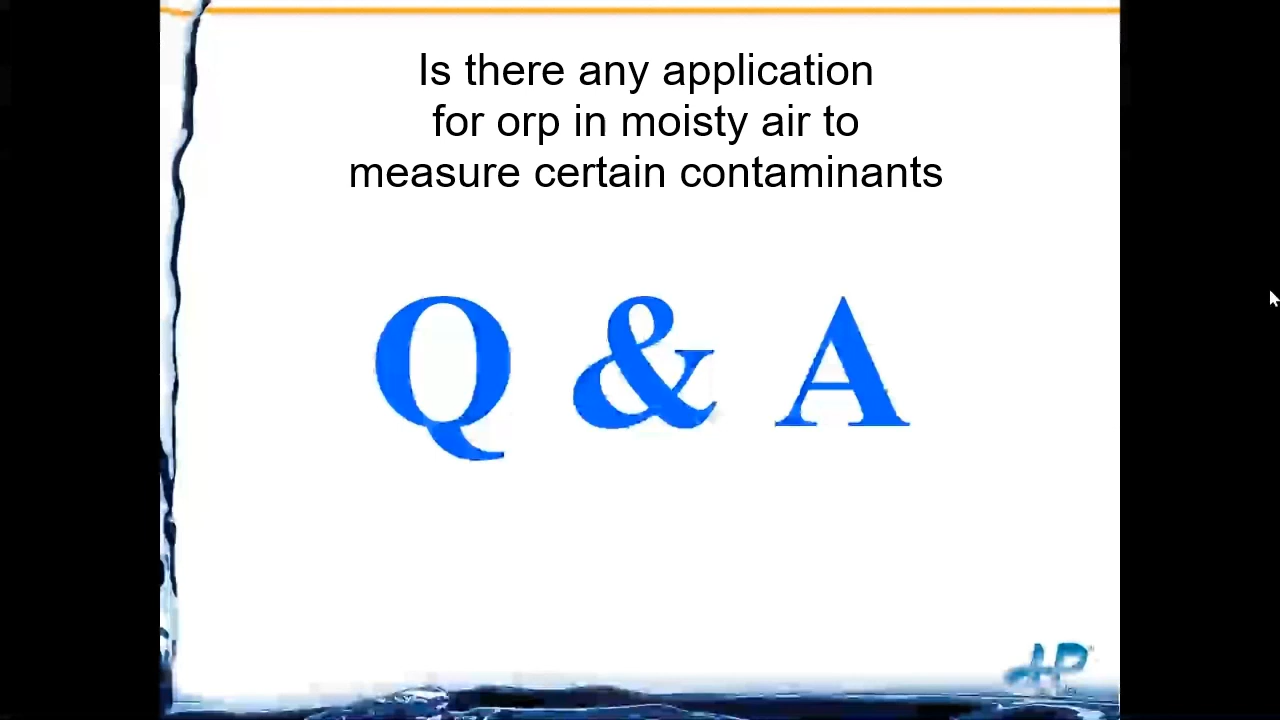 Is there any application
for orp in moisty air to
measure certain contaminants
Q & A